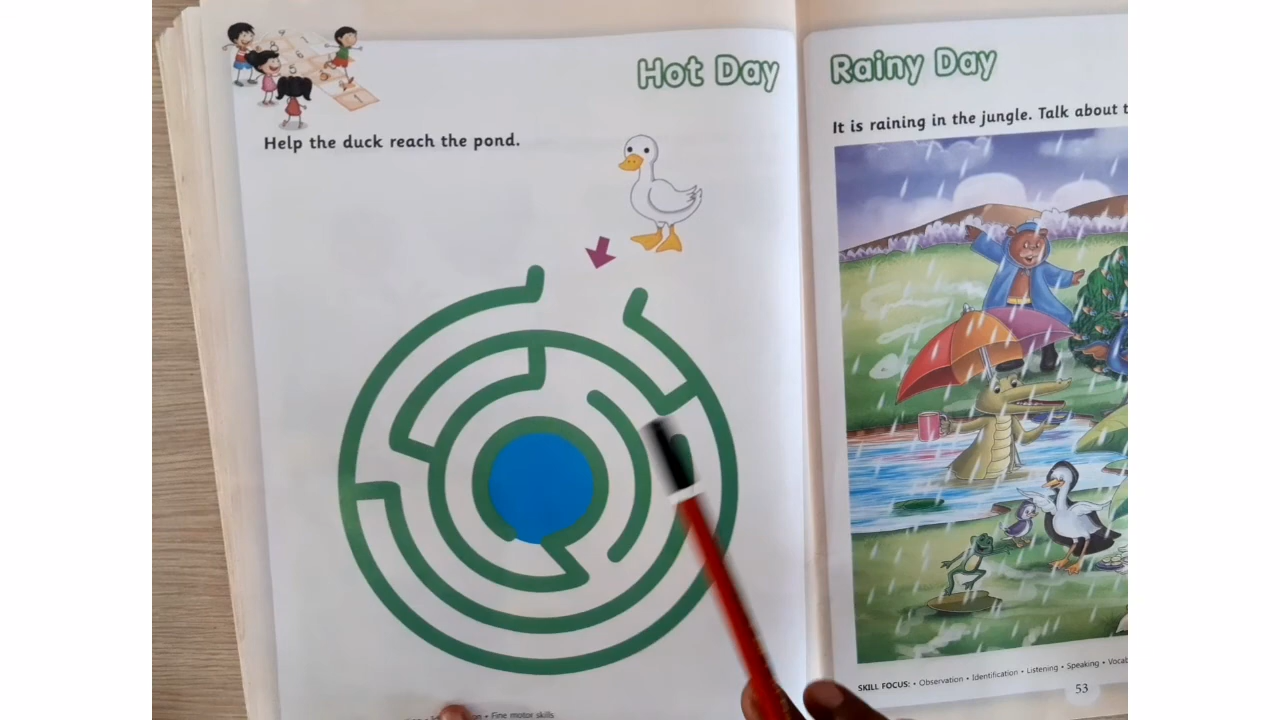 Hot Day
Help the duck reach the pond.
• Fine motor skills
Rainy Day
It is raining in the jungle. Talk about
SKILL FOCUS: • Observation • Identification • Listening • Speaking •
53